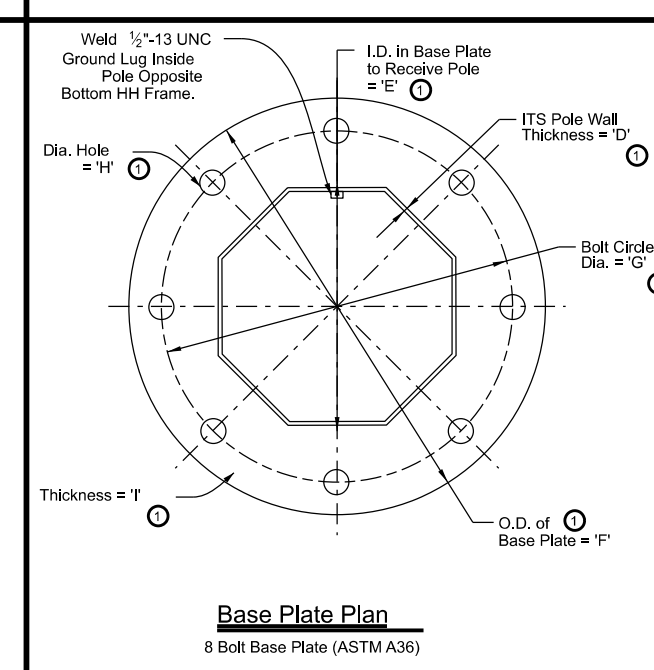 Weld ½"-13 UNC
Ground Lug Inside
Pole Opposite
Bottom HH Frame.
I.D. in Base Plate
to Receive Pole
= 'E' 1
ITS Pole Wall
Thickness = 'D'
1
Dia. Hole
= 'H' 1
Bolt Circle
Dia. = 'G'
Thickness = 'I'
1
O.D. of 1
Base Plate = 'F'
Base Plate Plan
8 Bolt Base Plate (ASTM A36)